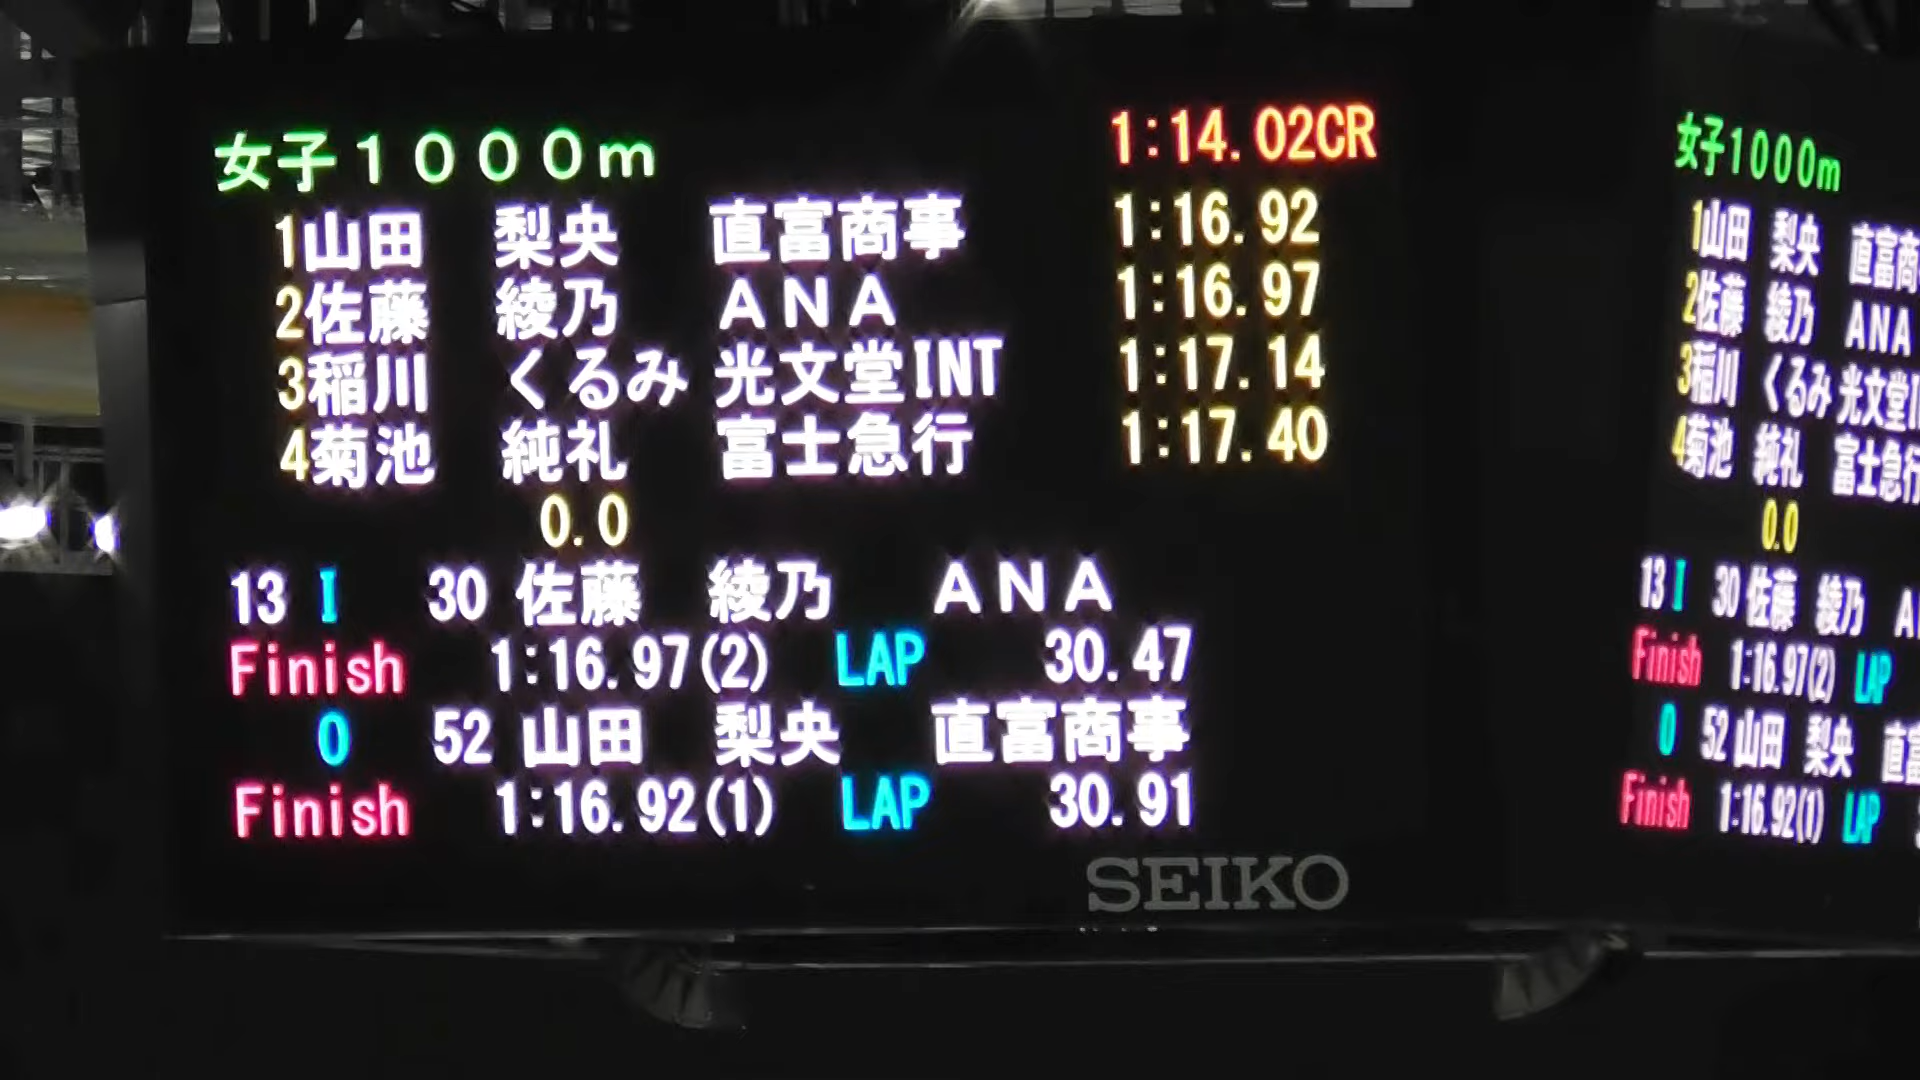 女子１０００ｍ 1:14.02CR
1山田 梨央 直富商事 1:16.92
2佐藤 綾乃 ＡＮＡ 1:16.97
3稲川 くるみ 光文堂INT 1:17.14
4菊池 純礼 富士急行 1:17.40
0.0
13 I 30 佐藤 綾乃 ＡＮＡ
Finish 1:16.97(2) LAP 30.47
O 52 山田 梨央 直富商事
Finish 1:16.92(1) LAP 30.91
SEIKO
女子1000m
1山田 梨央 直富商
2佐藤 綾乃 ANA
3稲川 くるみ 光文堂
4菊池 純礼 富士急行
0.0
13 I 30 佐藤 綾乃
Finish 1:16.97(2) LAP
O 52 山田 梨央 直
Finish 1:16.92(1) LAP